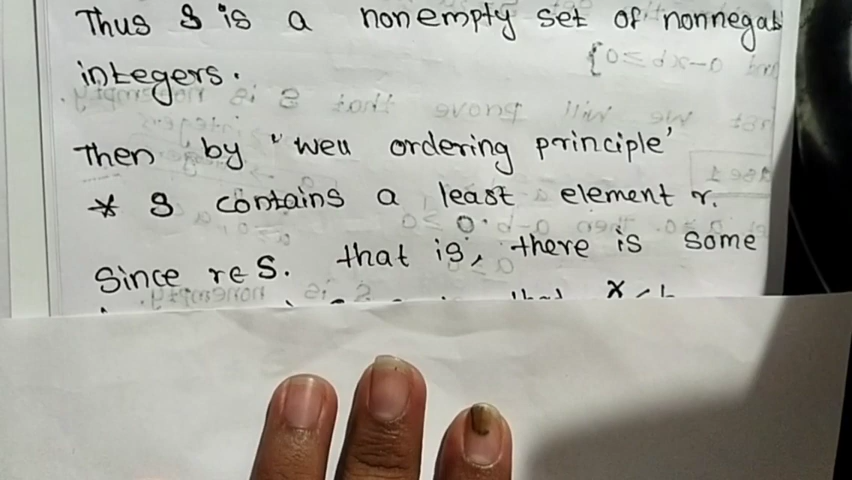 Thus S is a nonempty set of nonnegat
integers.
Then by "well ordering principle'
* S contains a least element r.
Since r∈S. that is, there is some